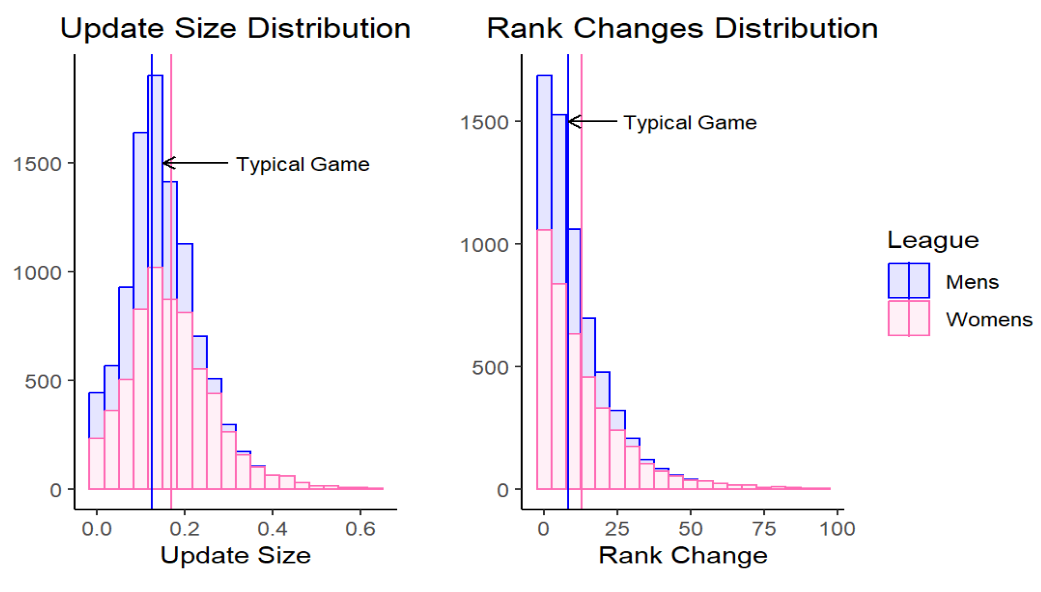 Update Size Distribution
1500
1000
500
0
Typical Game
0.0 0.2 0.4 0.6
Update Size
Rank Changes Distribution
1500
1000
500
0
Typical Game
0 25 50 75 100
Rank Change
League
Mens
Womens